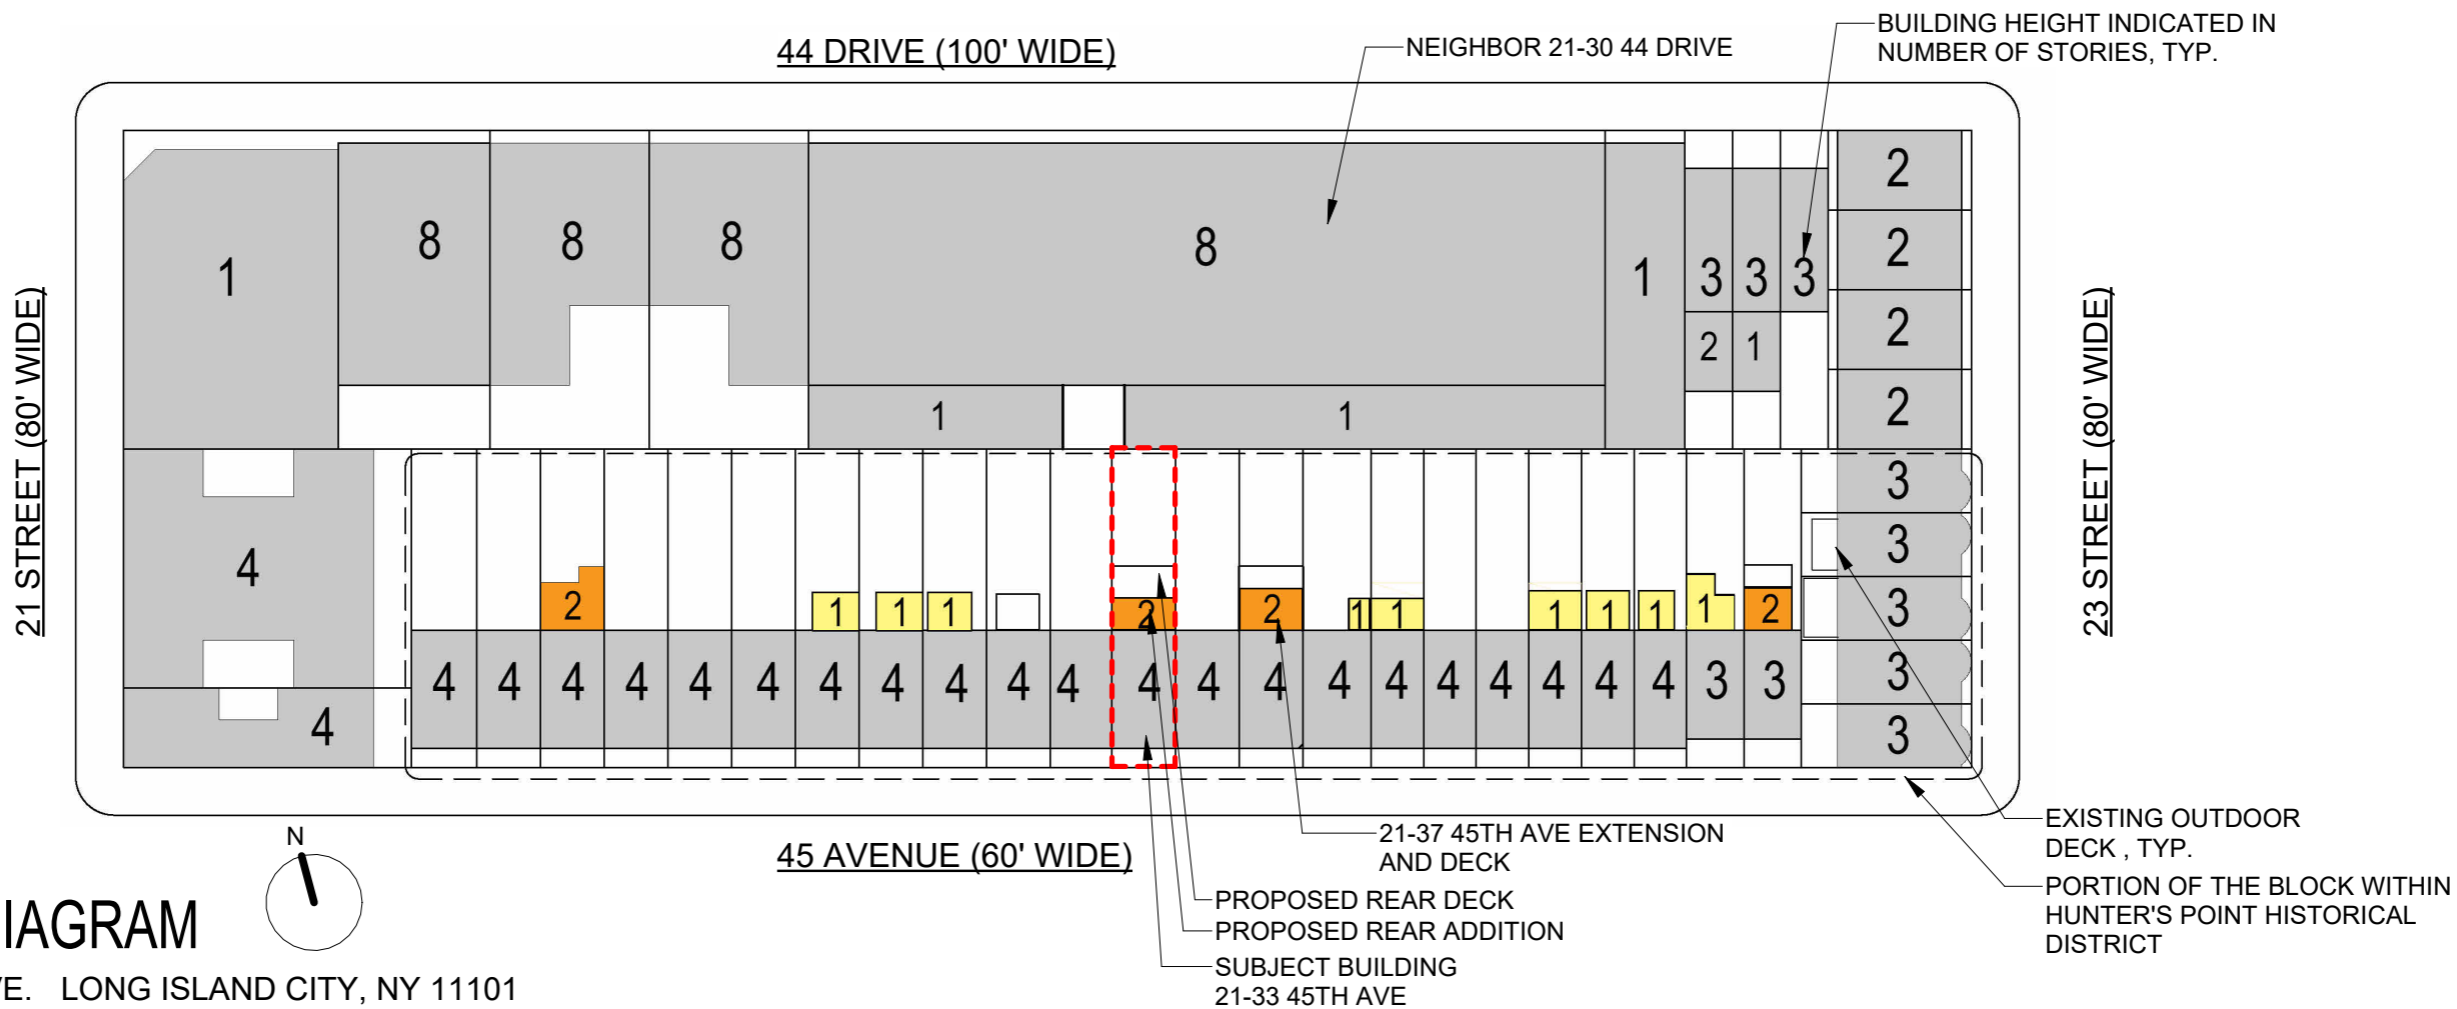 44 DRIVE (100' WIDE)
NEIGHBOR 21-30 44 DRIVE
BUILDING HEIGHT INDICATED IN
NUMBER OF STORIES, TYP.
21 STREET (80' WIDE)
23 STREET (80' WIDE)
1 8 8 8 8 1 3 3 3 2
2
2 1 2
1 1 2
4 3
3
2 1 1 1 2 2 1 1 1 1 1 1 2 3
4 4 4 4 4 4 4 4 4 4 4 4 4 4 4 4 4 4 4 4 4 3 3 3
4 3
45 AVENUE (60' WIDE)
21-37 45TH AVE EXTENSION
AND DECK
PROPOSED REAR DECK
PROPOSED REAR ADDITION
SUBJECT BUILDING
21-33 45TH AVE
EXISTING OUTDOOR
DECK , TYP.
PORTION OF THE BLOCK WITHIN
HUNTER'S POINT HISTORICAL
DISTRICT
N
IAGRAM
VE. LONG ISLAND CITY, NY 11101